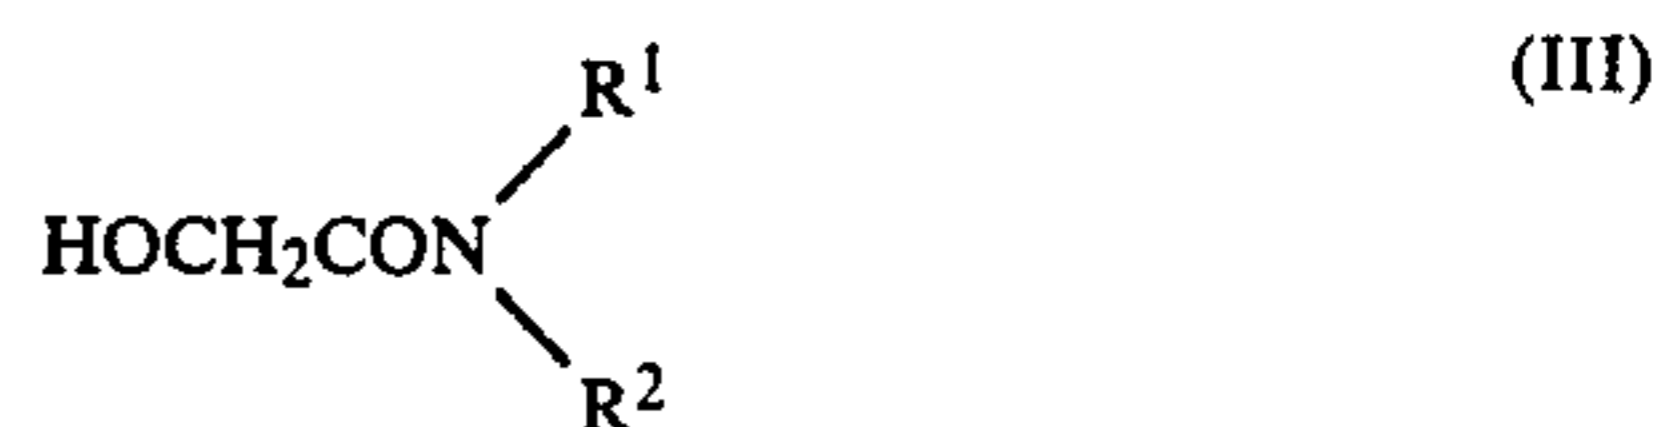 R¹ (III)
HOCH₂CON
R²